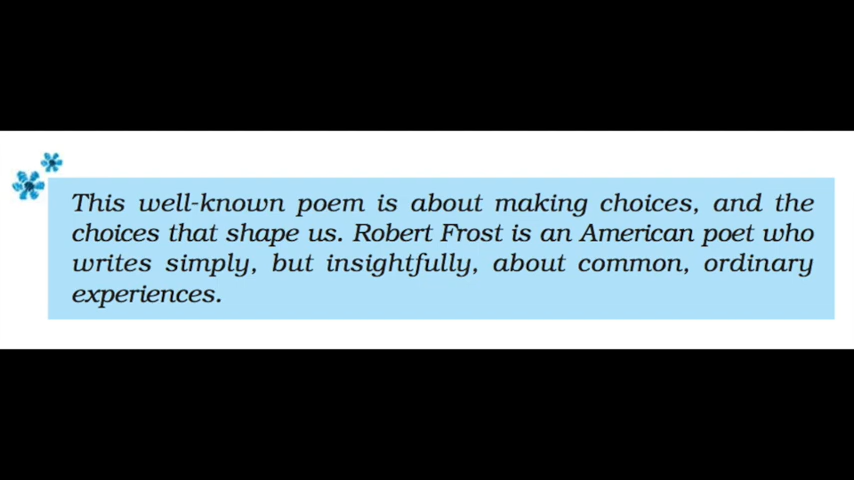 This well-known poem is about making choices, and the
choices that shape us. Robert Frost is an American poet who
writes simply, but insightfully, about common, ordinary
experiences.